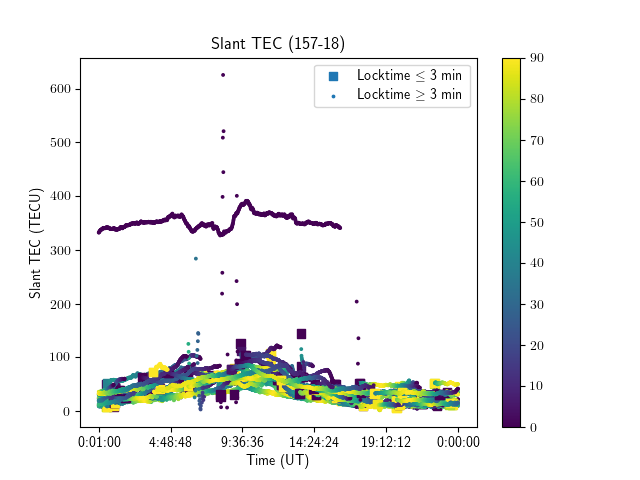 Slant TEC (157-18)
Locktime ≤ 3 min
Locktime ≥ 3 min
Slant TEC (TECU)
600
500
400
300
200
100
0
0:01:00 4:48:48 9:36:36 14:24:24 19:12:12 0:00:00
Time (UT)
90
80
70
60
50
40
30
20
10
0